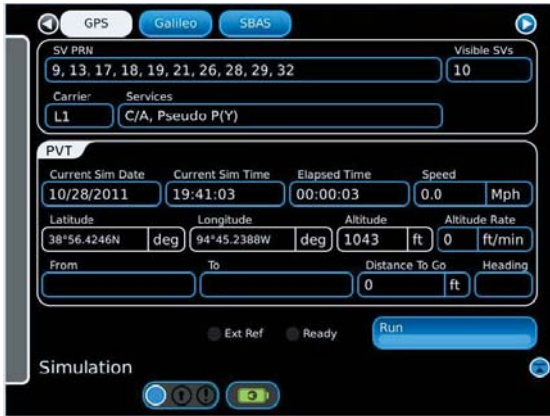 GPS Galileo SBAS
SV PRN Visible SVs
9, 13, 17, 18, 19, 21, 26, 28, 29, 32 10
Carrier Services
L1 C/A, Pseudo P(Y)
PVT
Current Sim Date Current Sim Time Elapsed Time Speed
10/28/2011 19:41:03 00:00:03 0.0 Mph
Latitude Longitude Altitude Altitude Rate
38°56.4246N deg 94°45.2388W deg 1043 ft 0 ft/min
From To Distance To Go Heading
0 ft
Ext Ref Ready Run
Simulation